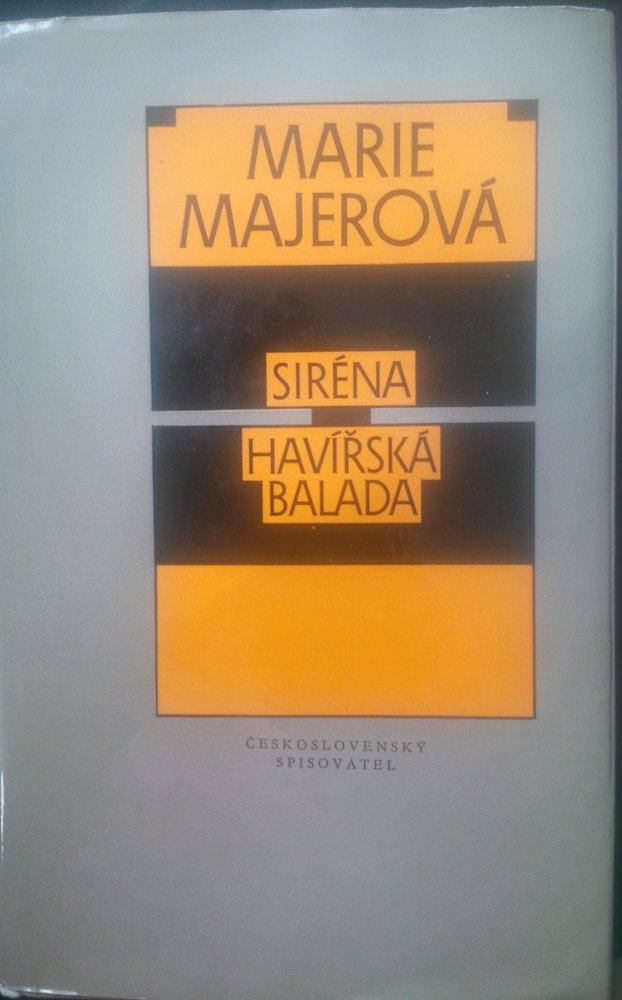 MARIE
MAJEROVÁ
SIRÉNA
HAVÍŘSKÁ
BALADA
ČESKOSLOVENSKÝ
SPISOVATEL